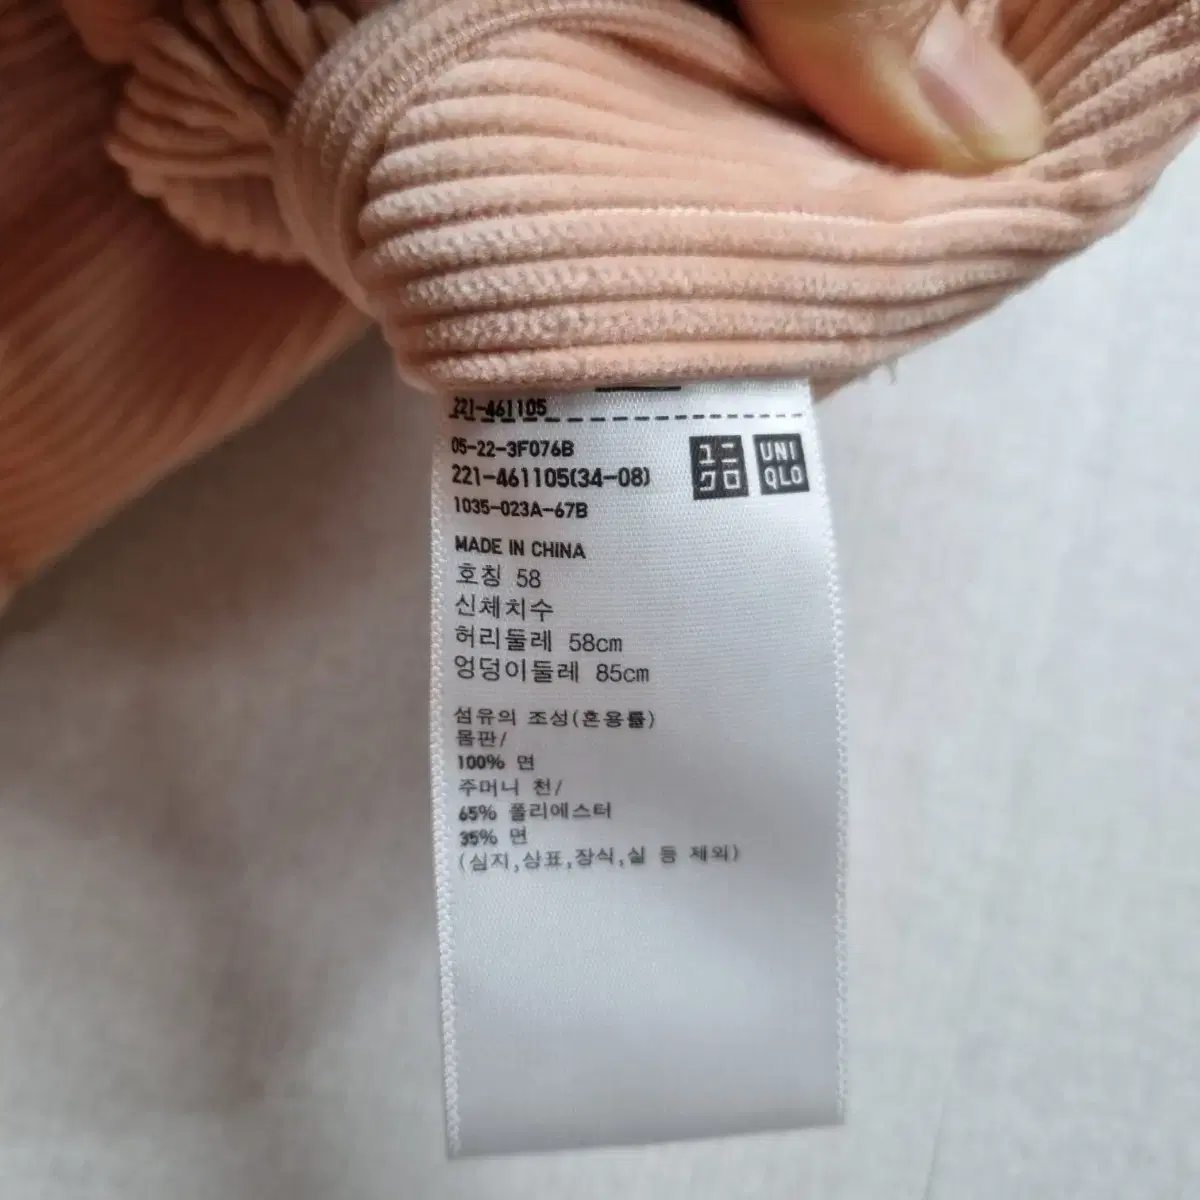 221-461105
05-22-3F076B
221-461105(34-08)
1035-023A-67B
ユニ
クロ
UNI
QLO
MADE IN CHINA
호칭 58
신체치수
허리둘레 58cm
엉덩이둘레 85cm
섬유의 조성(혼용률)
몸판/
100% 면
주머니 천/
65% 폴리에스터
35% 면
(심지,상표,장식,실 등 제외)